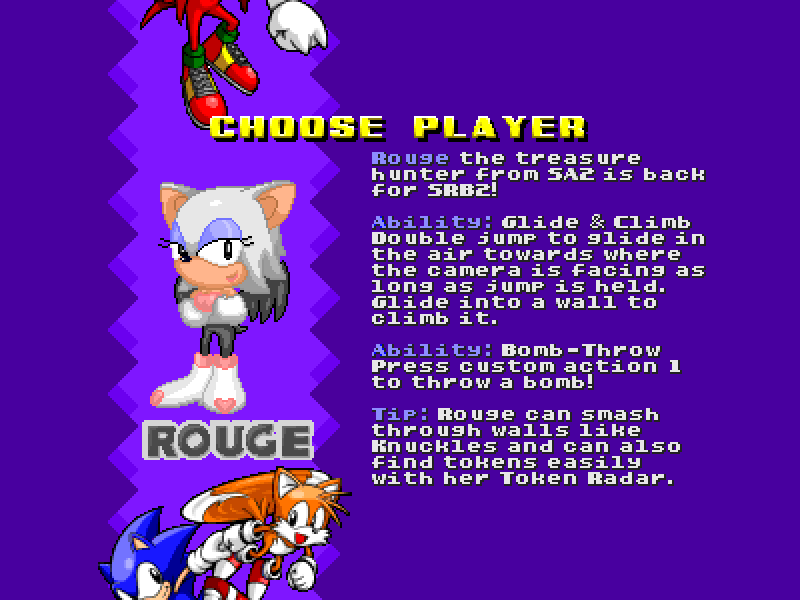 CHOOSE PLAYER
Rouge the treasure
hunter from SA2 is back
for SRB2!
Ability: Glide & Climb
Double jump to glide in
the air towards where
the camera is facing as
long as jump is held.
Glide into a wall to
climb it.
Ability: Bomb-Throw
Press custom action 1
to throw a bomb!
Tip: Rouge can smash
through walls like
Knuckles and can also
find tokens easily
with her Token Radar.
ROUGE